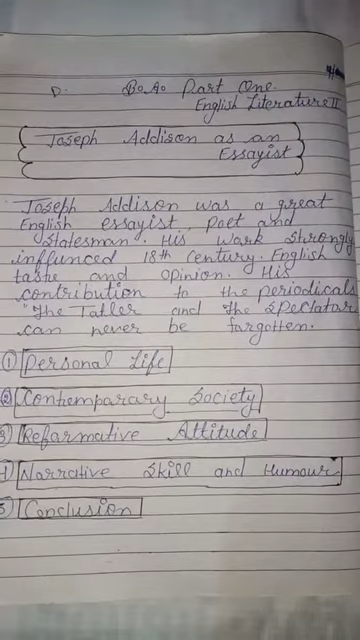 D. B.A. Part One
English Literature II
Joseph Addison as an
Essayist
Joseph Addison was a great
English essayist, Poet and
Statesman. His work strongly
inffunced 18th Century. English
taste and opinion. His
contribution to the periodicals
"The Tatler and The Spectator
can never be forgotten.
① Personal Life
② Contemparary Society
③ Refarmative Attitude
④ Narrative Skill and Humour
⑤ Conclusion